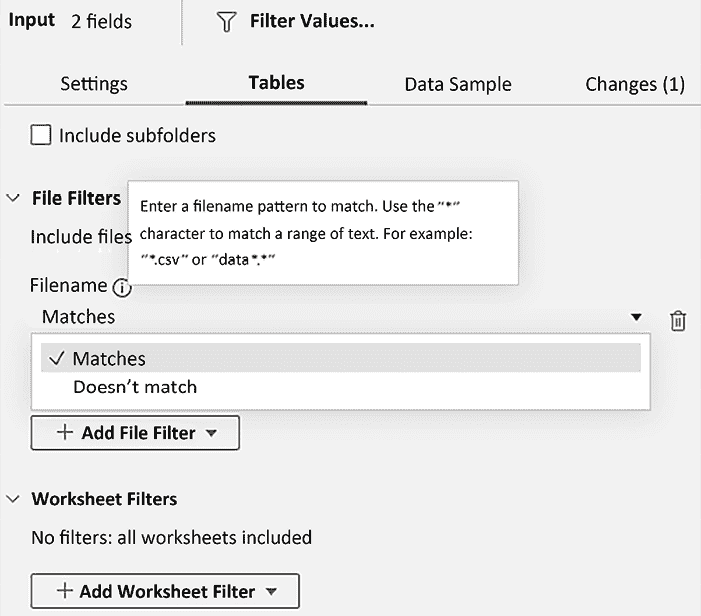 Input 2 fields Filter Values...
Settings Tables Data Sample Changes (1)
Include subfolders
File Filters
Include files
Enter a filename pattern to match. Use the "*"
character to match a range of text. For example:
"*.csv" or "data*.*"
Filename
Matches
Matches
Doesn't match
+ Add File Filter
Worksheet Filters
No filters: all worksheets included
+ Add Worksheet Filter